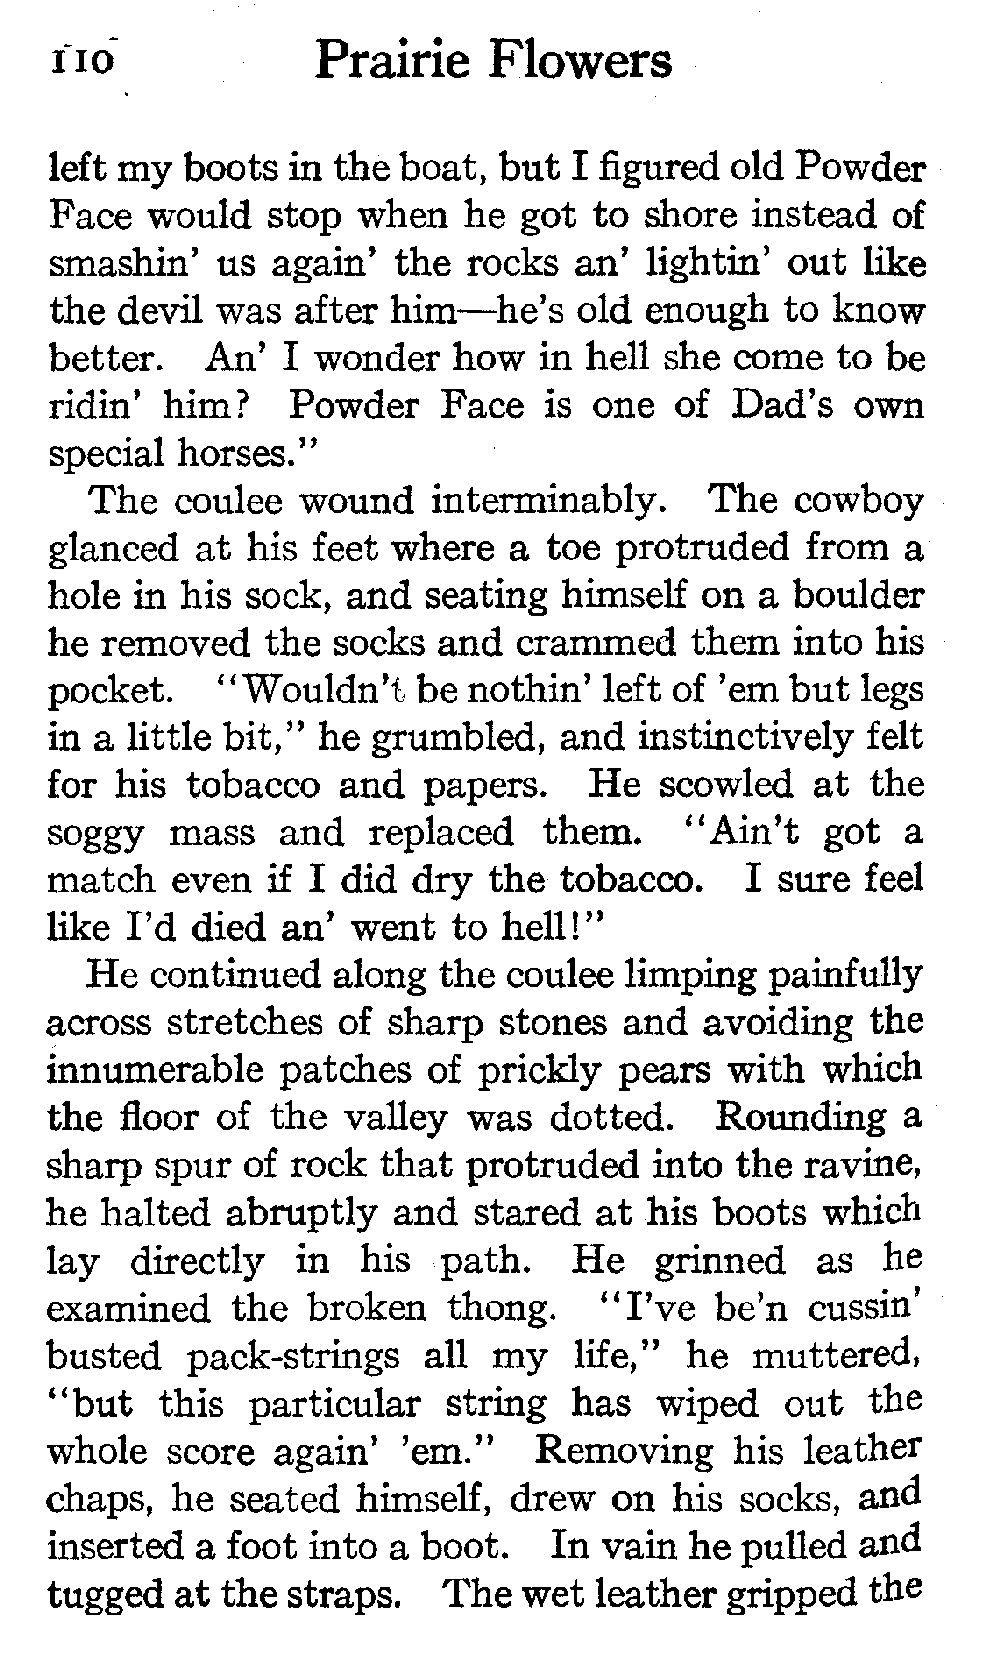 110 Prairie Flowers
left my boots in the boat, but I figured old Powder
Face would stop when he got to shore instead of
smashin' us again' the rocks an' lightin' out like
the devil was after him—he's old enough to know
better. An' I wonder how in hell she come to be
ridin' him? Powder Face is one of Dad's own
special horses."
The coulee wound interminably. The cowboy
glanced at his feet where a toe protruded from a
hole in his sock, and seating himself on a boulder
he removed the socks and crammed them into his
pocket. "Wouldn't be nothin' left of 'em but legs
in a little bit," he grumbled, and instinctively felt
for his tobacco and papers. He scowled at the
soggy mass and replaced them. "Ain't got a
match even if I did dry the tobacco. I sure feel
like I'd died an' went to hell!"
He continued along the coulee limping painfully
across stretches of sharp stones and avoiding the
innumerable patches of prickly pears with which
the floor of the valley was dotted. Rounding a
sharp spur of rock that protruded into the ravine,
he halted abruptly and stared at his boots which
lay directly in his path. He grinned as he
examined the broken thong. "I've be'n cussin'
busted pack-strings all my life," he muttered,
"but this particular string has wiped out the
whole score again' 'em." Removing his leather
chaps, he seated himself, drew on his socks, and
inserted a foot into a boot. In vain he pulled and
tugged at the straps. The wet leather gripped the